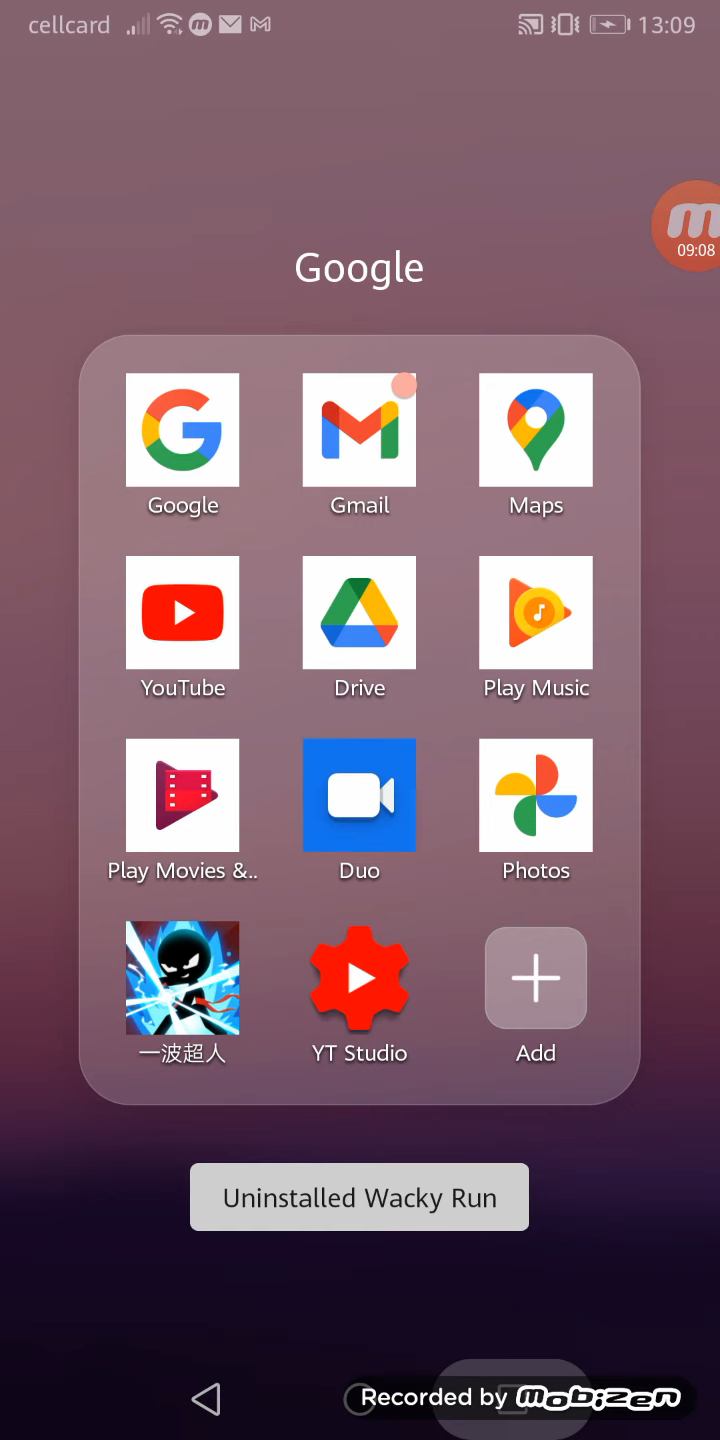 cellcard
13:09
m
09:08
Google
Google
Gmail
Maps
YouTube
Drive
Play Music
Play Movies &..
Duo
Photos
一波超人
YT Studio
Add
Uninstalled Wacky Run
Recorded by mobizen